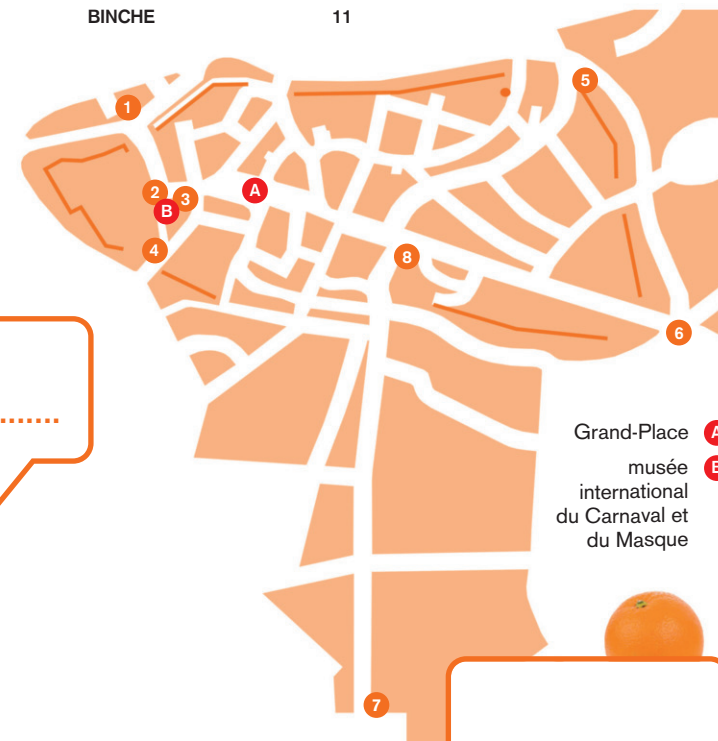 BINCHE 11
5
1
2
3
A
B
4
8
6
Grand-Place A
musée B
international
du Carnaval et
du Masque
7